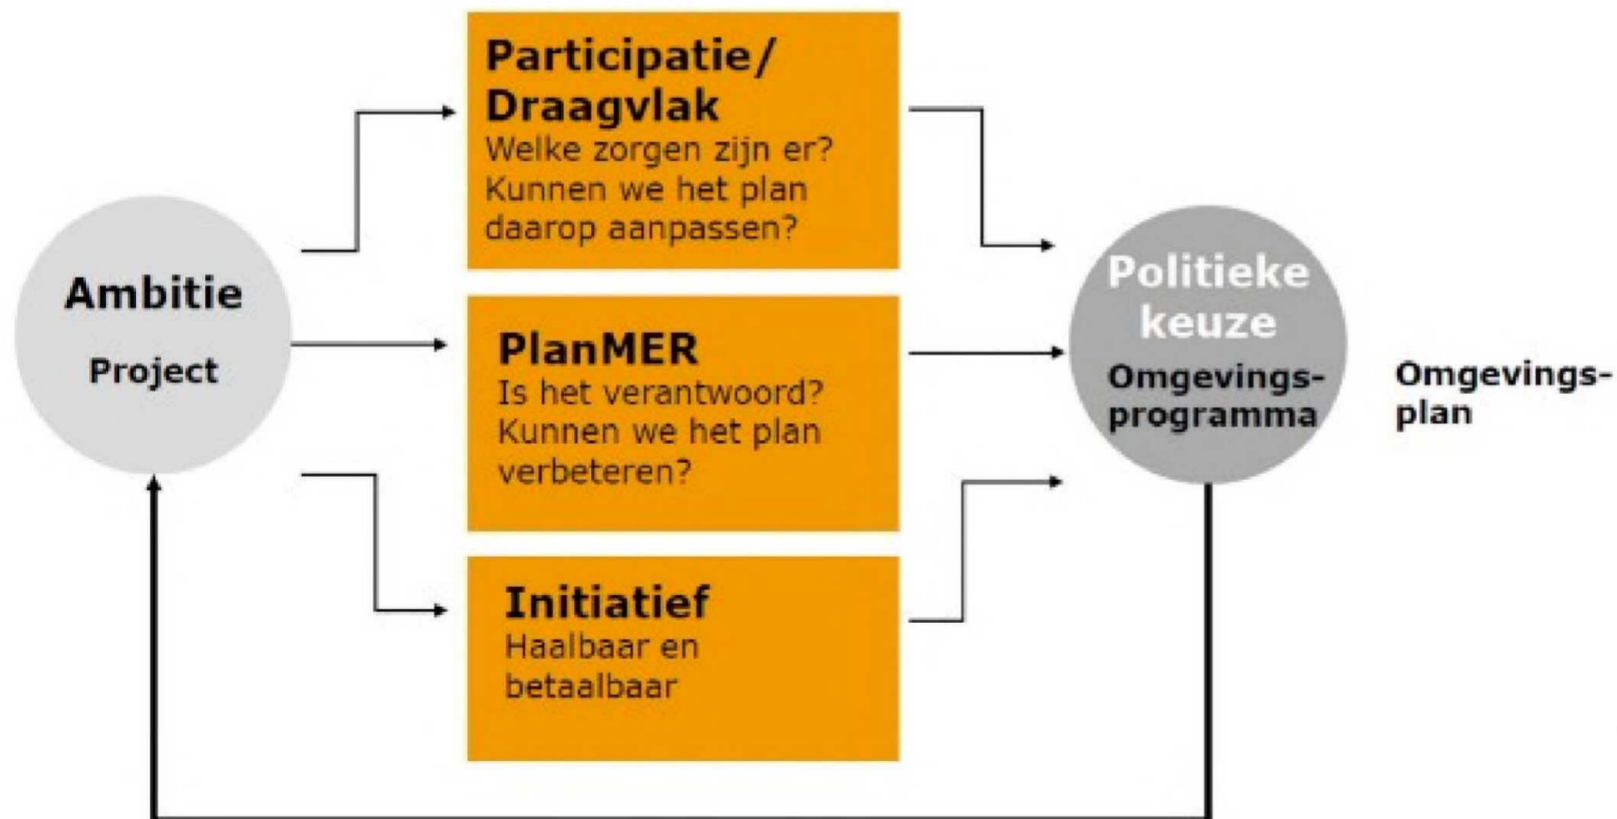 Participatie/
Draagvlak
Welke zorgen zijn er?
Kunnen we het plan
daarop aanpassen?
Ambitie
Project
PlanMER
Is het verantwoord?
Kunnen we het plan
verbeteren?
Initiatief
Haalbaar en
betaalbaar
Politieke
keuze
Omgevings-
programma
Omgevings-
plan